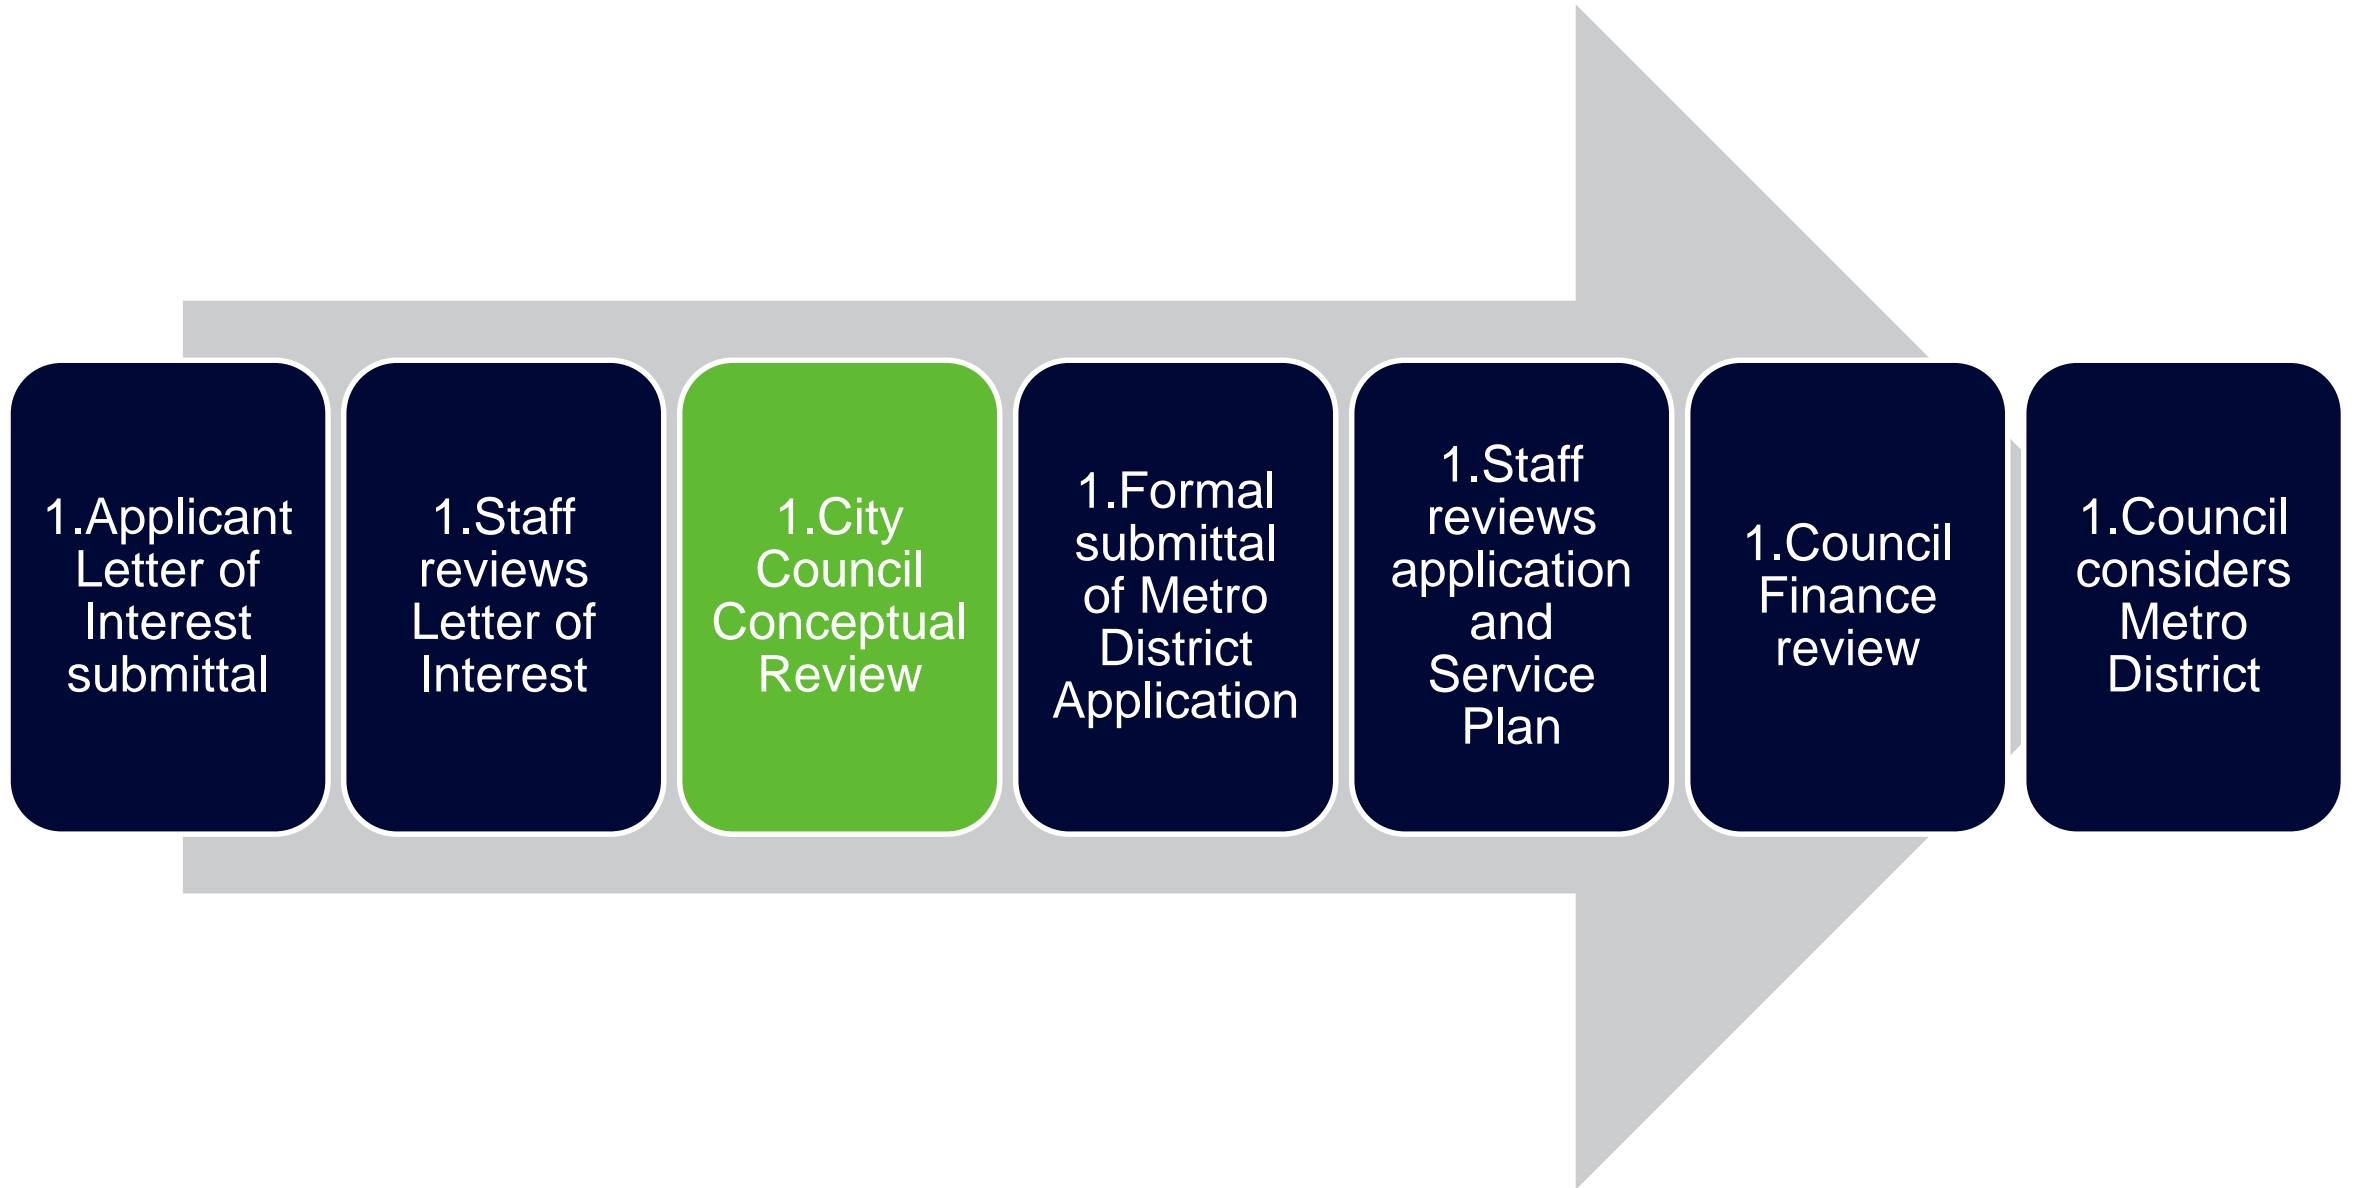 1.Applicant
Letter of
Interest
submittal
1.Staff
reviews
Letter of
Interest
1.City
Council
Conceptual
Review
1.Formal
submittal
of Metro
District
Application
1.Staff
reviews
application
and
Service
Plan
1.Council
Finance
review
1.Council
considers
Metro
District